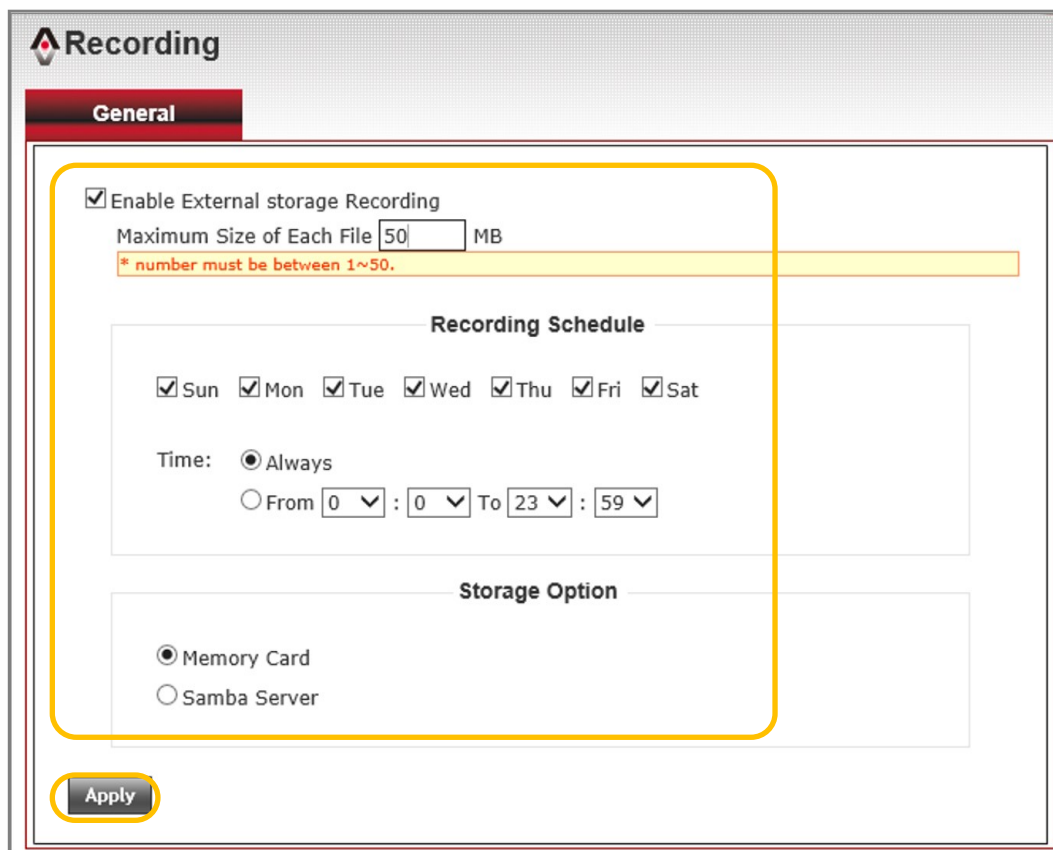 Recording
General
Enable External storage Recording
Maximum Size of Each File 50 MB
* number must be between 1~50.
Recording Schedule
Sun Mon Tue Wed Thu Fri Sat
Time: Always
From 0 : 0 To 23 : 59
Storage Option
Memory Card
Samba Server
Apply